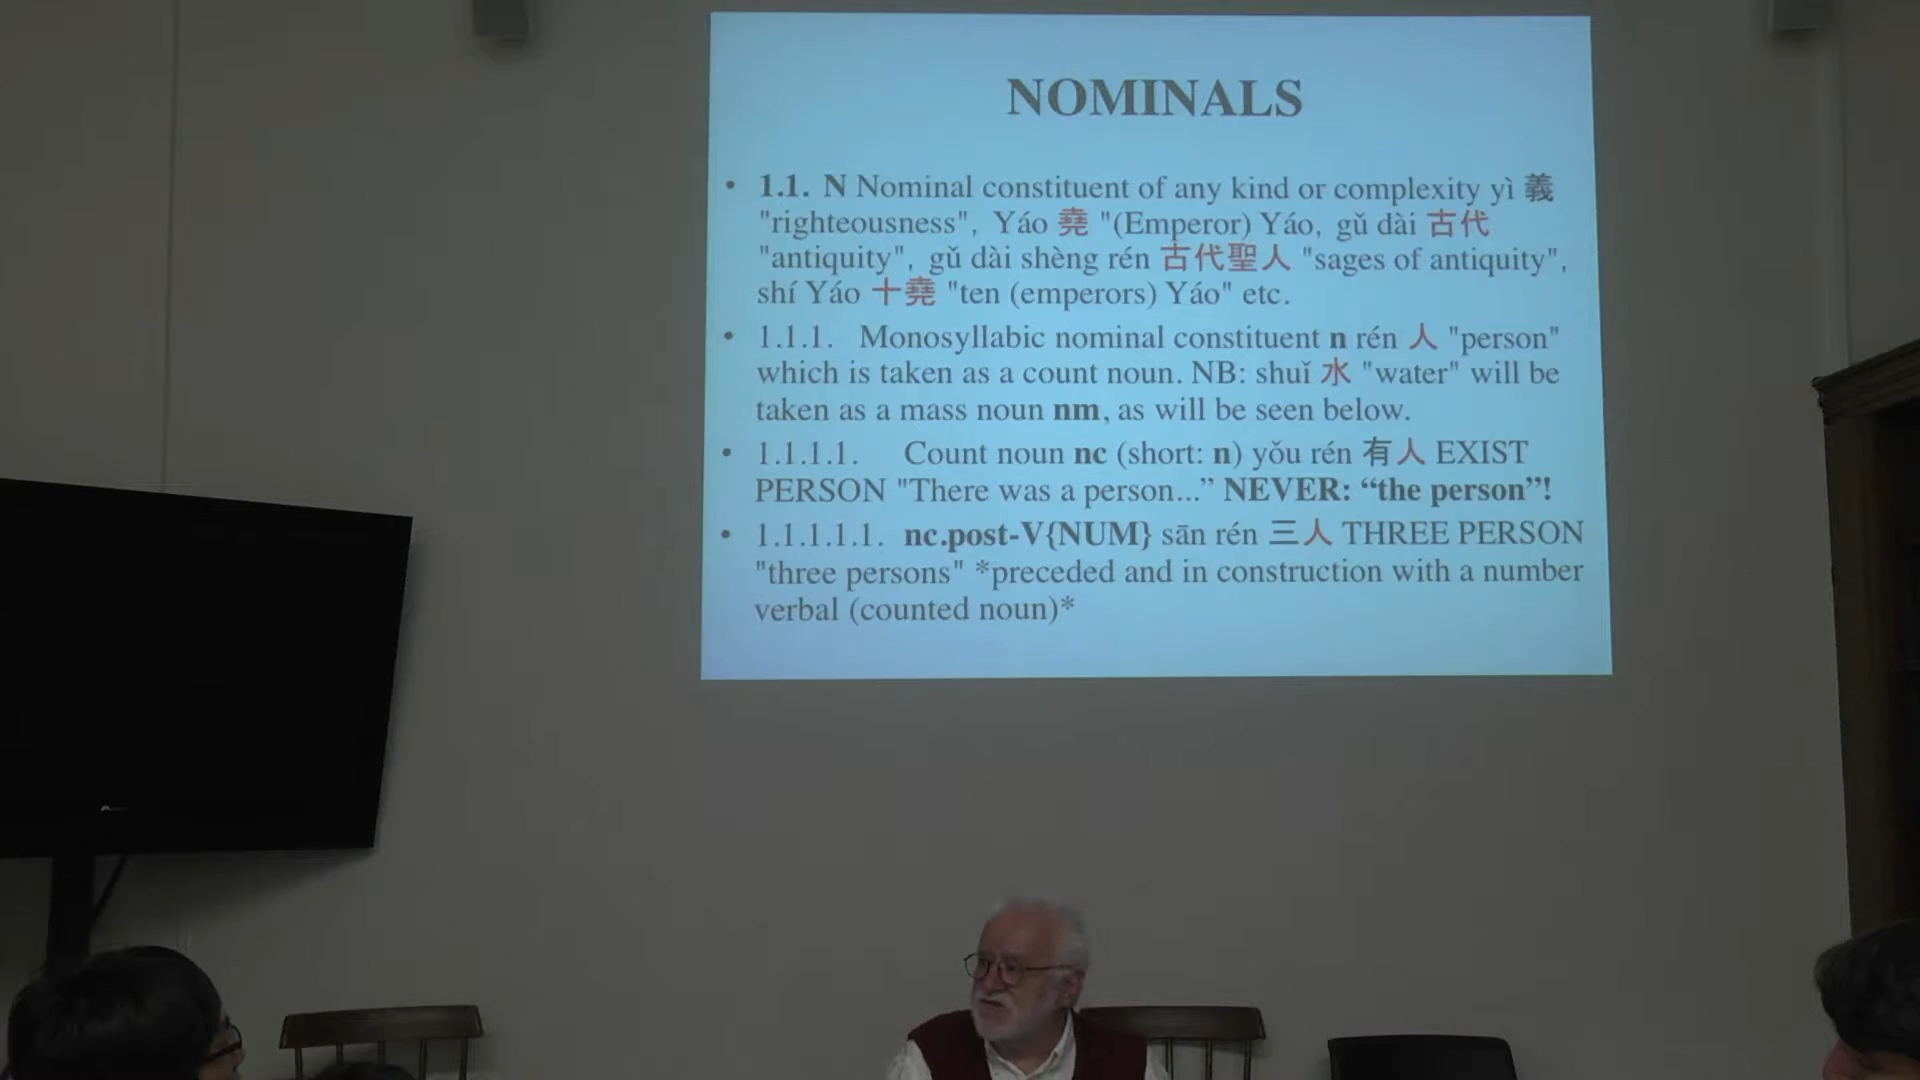 NOMINALS
• 1.1. N Nominal constituent of any kind or complexity yì 義
"righteousness", Yáo 堯 "(Emperor) Yáo, gǔ dài 古代
"antiquity", gǔ dài shèng rén 古代聖人 "sages of antiquity",
shí Yáo 十堯 "ten (emperors) Yáo" etc.
• 1.1.1. Monosyllabic nominal constituent n rén 人 "person"
which is taken as a count noun. NB: shuǐ 水 "water" will be
taken as a mass noun nm, as will be seen below.
• 1.1.1.1. Count noun nc (short: n) yǒu rén 有人 EXIST
PERSON "There was a person...” NEVER: “the person”!
• 1.1.1.1.1. nc.post-V{NUM} sān rén 三人 THREE PERSON
"three persons" *preceded and in construction with a number
verbal (counted noun)*